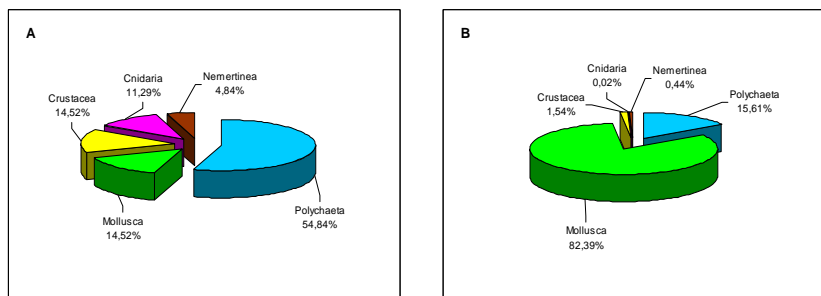 A
Cnidaria
11,29%
Nemertinea
4,84%
Crustacea
14,52%
Mollusca
14,52%
Polychaeta
54,84%
B
Cnidaria
0,02%
Nemertinea
0,44%
Crustacea
1,54%
Polychaeta
15,61%
Mollusca
82,39%